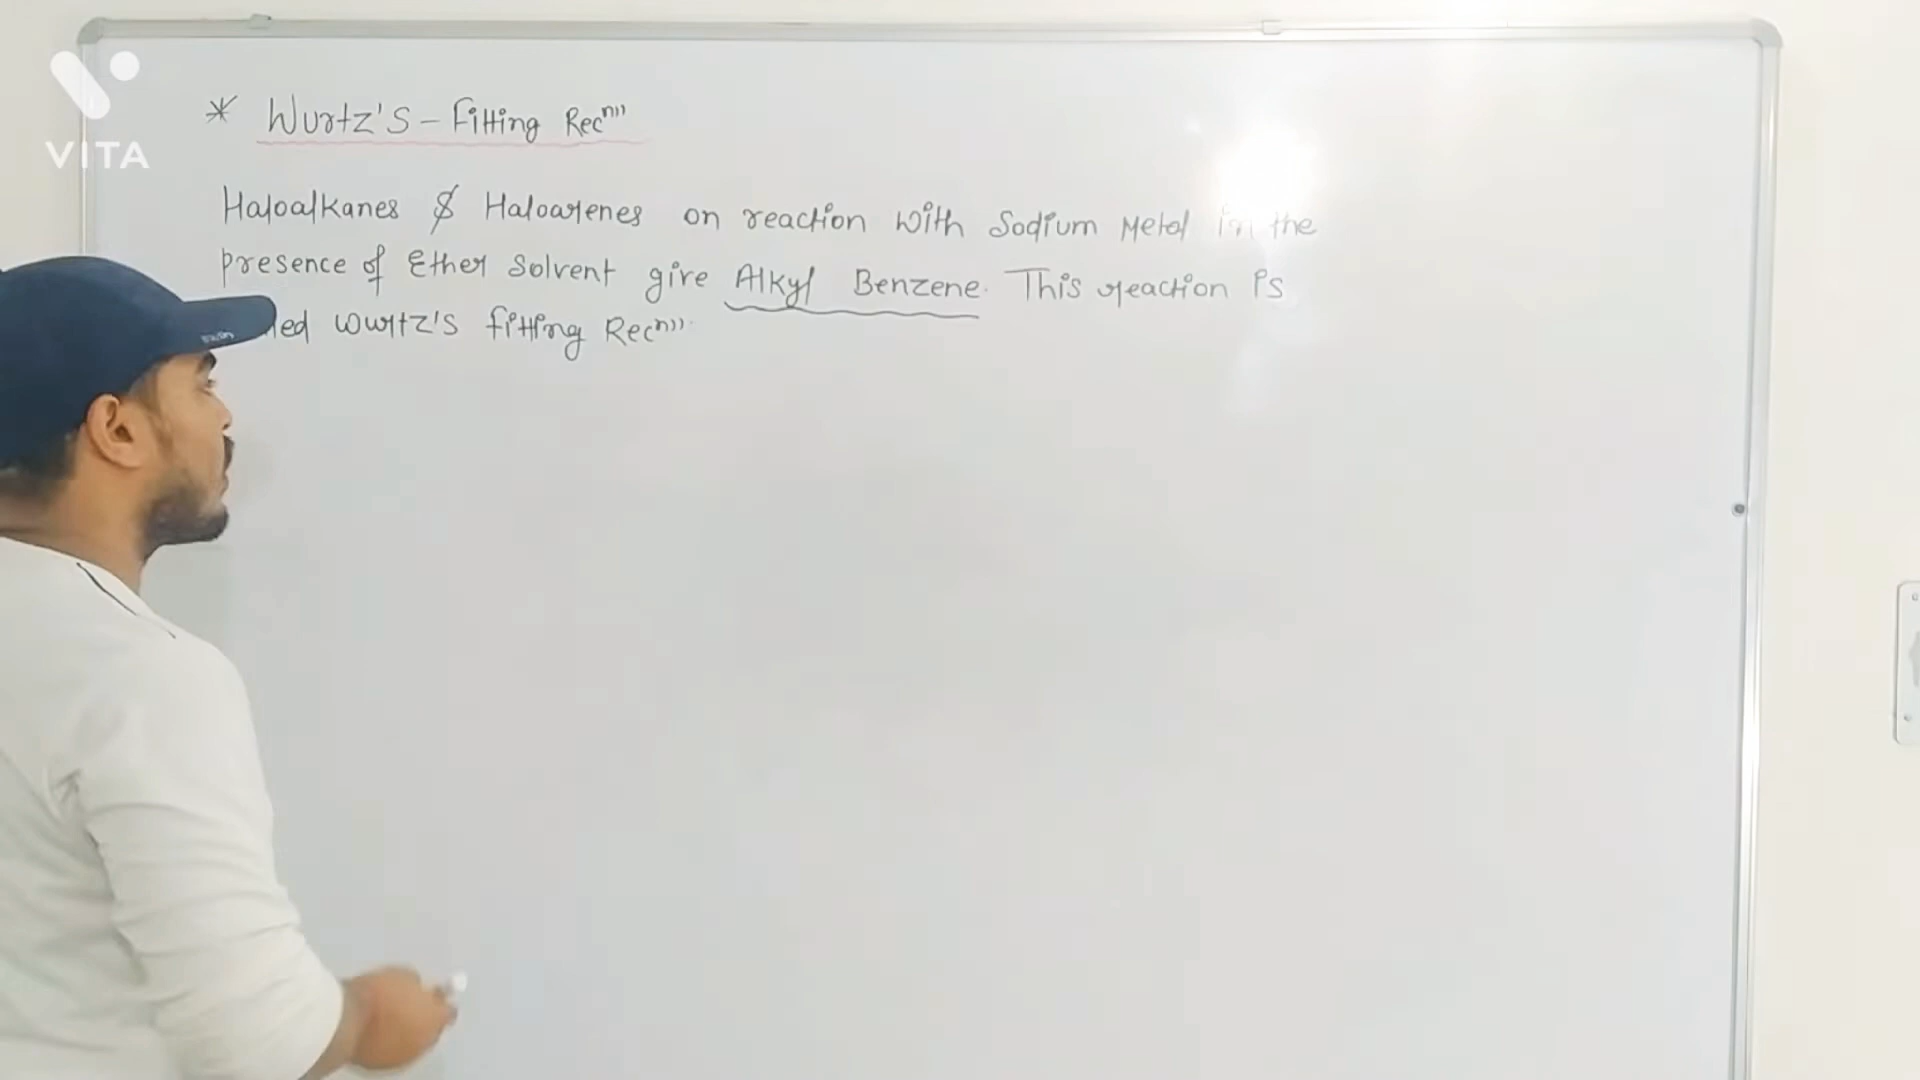 VITA
* Wurtz's - Fitting Recⁿ"
Haloalkanes & Haloarenes on reaction with Sodium Metal in the
presence of Ether Solvent give Alkyl Benzene. This reaction is
led Wurtz's fitting Recⁿ"